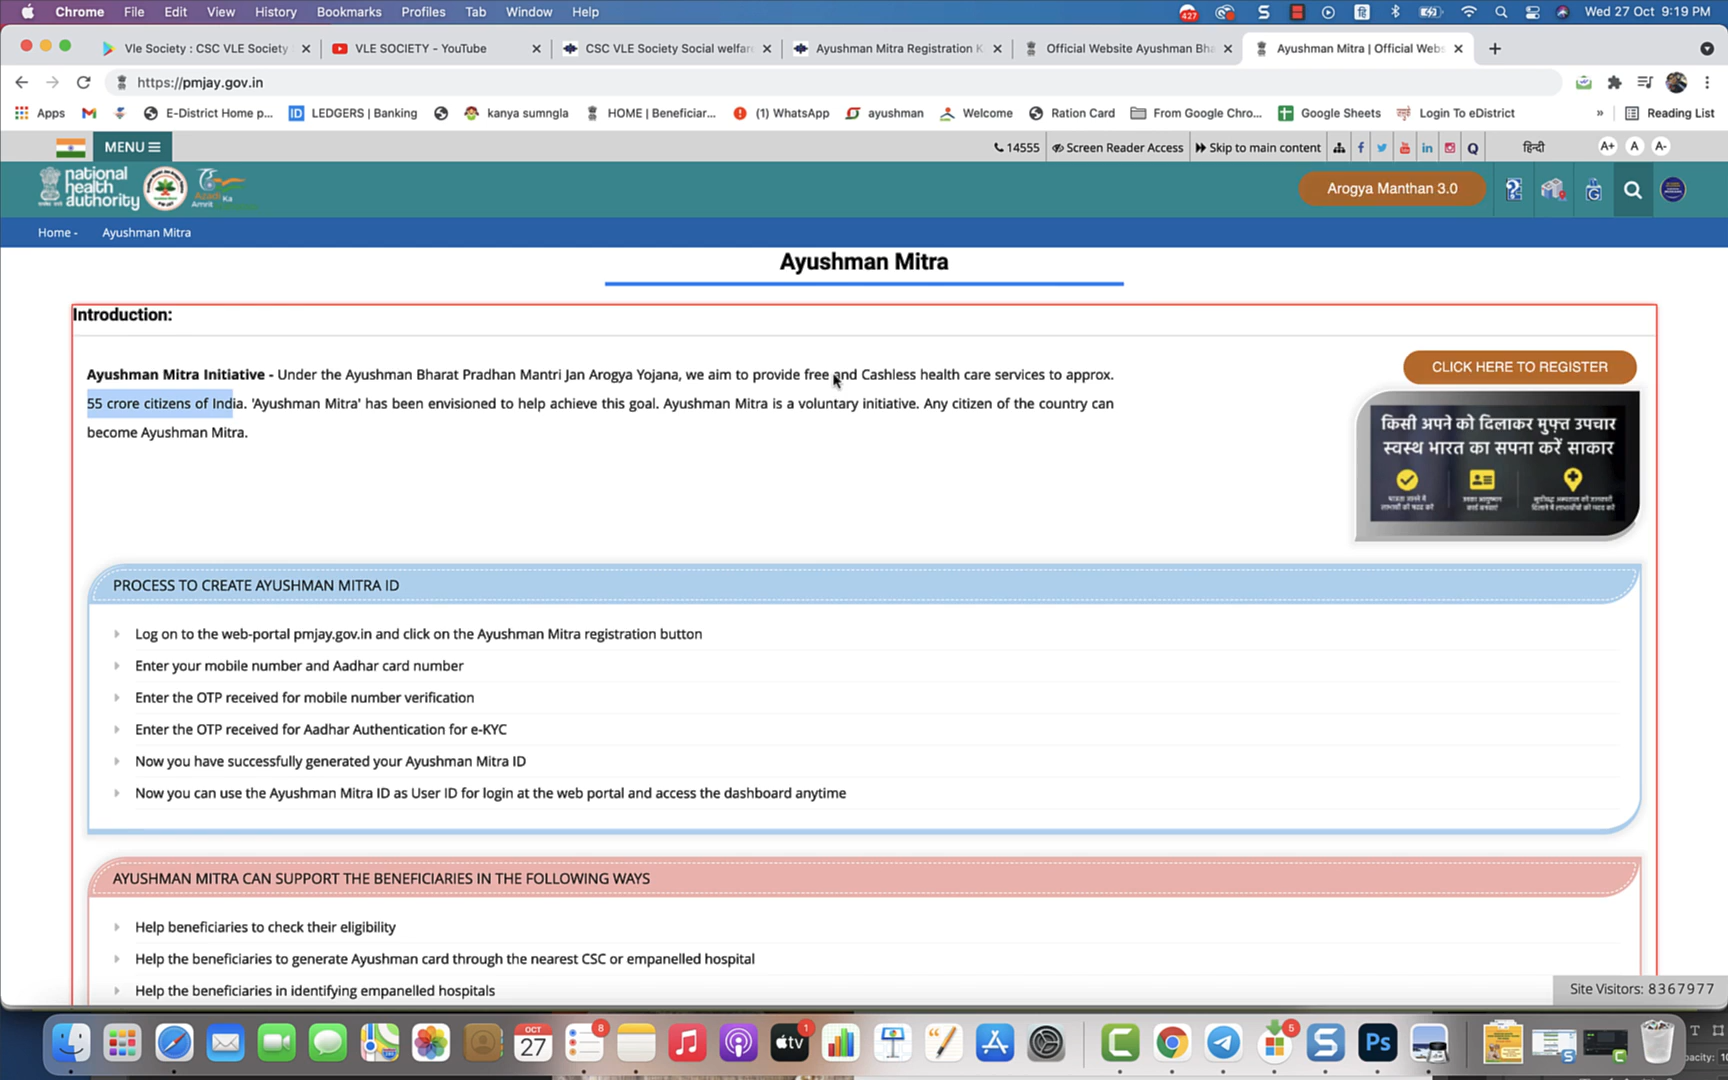 Chrome File Edit View History Bookmarks Profiles Tab Window Help
427 Wed 27 Oct 9:19 PM
Vle Society : CSC VLE Society
VLE SOCIETY - YouTube
CSC VLE Society Social welfar
Ayushman Mitra Registration K
Official Website Ayushman Bha
Ayushman Mitra | Official Webs
https://pmjay.gov.in
Apps E-District Home p... LEDGERS | Banking kanya sumngla HOME | Beneficiar... (1) WhatsApp ayushman Welcome Ration Card From Google Chro... Google Sheets Login To eDistrict » Reading List
MENU 14555 Screen Reader Access Skip to main content हिन्दी A+ A A-
national
health
authority
Arogya Manthan 3.0
Home - Ayushman Mitra
Ayushman Mitra
Introduction:
Ayushman Mitra Initiative - Under the Ayushman Bharat Pradhan Mantri Jan Arogya Yojana, we aim to provide free and Cashless health care services to approx.
55 crore citizens of India. 'Ayushman Mitra' has been envisioned to help achieve this goal. Ayushman Mitra is a voluntary initiative. Any citizen of the country can
become Ayushman Mitra.
CLICK HERE TO REGISTER
किसी अपने को दिलाकर मुफ्त उपचार
स्वस्थ भारत का सपना करें साकार
PROCESS TO CREATE AYUSHMAN MITRA ID
Log on to the web-portal pmjay.gov.in and click on the Ayushman Mitra registration button
Enter your mobile number and Aadhar card number
Enter the OTP received for mobile number verification
Enter the OTP received for Aadhar Authentication for e-KYC
Now you have successfully generated your Ayushman Mitra ID
Now you can use the Ayushman Mitra ID as User ID for login at the web portal and access the dashboard anytime
AYUSHMAN MITRA CAN SUPPORT THE BENEFICIARIES IN THE FOLLOWING WAYS
Help beneficiaries to check their eligibility
Help the beneficiaries to generate Ayushman card through the nearest CSC or empanelled hospital
Help the beneficiaries in identifying empanelled hospitals
Site Visitors: 8367977
OCT
27
8
tv
1
5
Ps